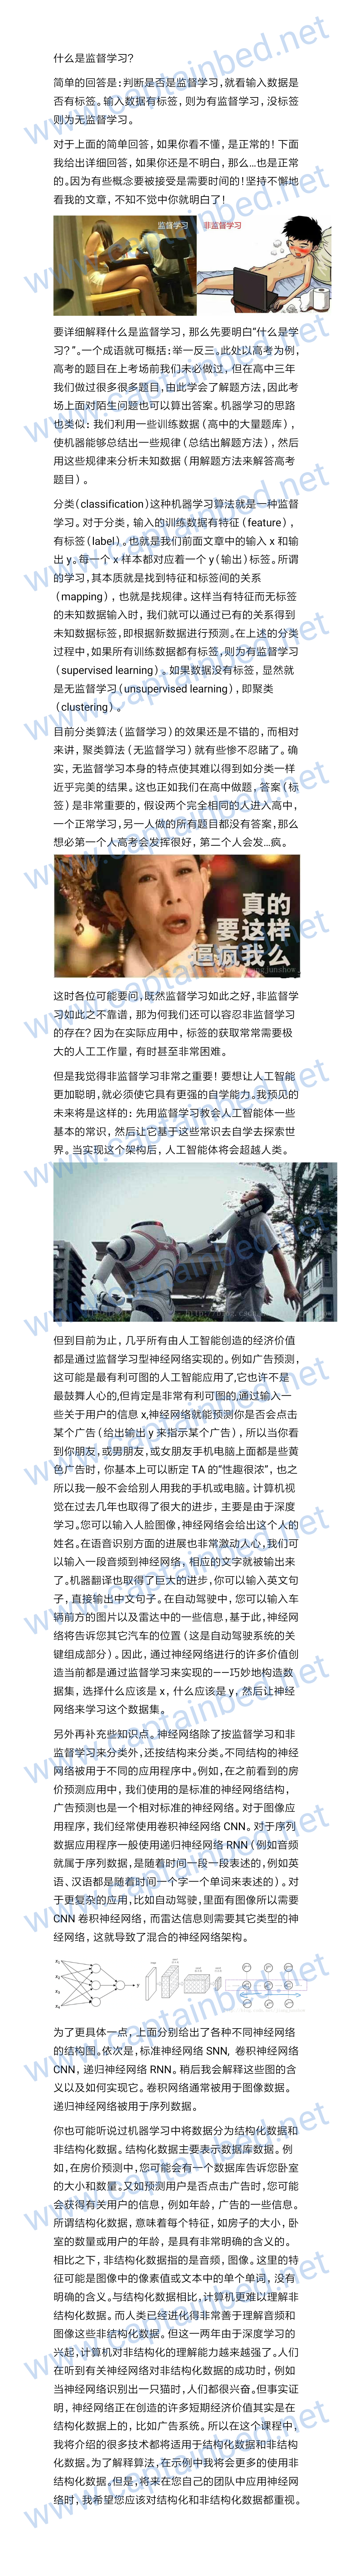 什么是监督学习？
简单的回答是：判断是否是监督学习，就看输入数据是
否有标签。输入数据有标签，则为有监督学习，没标签
则为无监督学习。
对于上面的简单回答，如果你看不懂，是正常的！下面
我给出详细回答，如果你还是不明白，那么…也是正常
的。因为有些概念要被接受是需要时间的！坚持不懈地
看我的文章，不知不觉中你就明白了！
监督学习 非监督学习
要详细解释什么是监督学习，那么先要明白“什么是学
习？”。一个成语就可概括：举一反三。此处以高考为例，
高考的题目在上考场前我们未必做过，但在高中三年
我们做过很多很多题目，由此学会了解题方法，因此考
场上面对陌生问题也可以算出答案。机器学习的思路
也类似：我们利用一些训练数据（高中的大量题库），
使机器能够总结出一些规律（总结出解题方法），然后
用这些规律来分析未知数据（用解题方法来解答高考
题目）。
分类（classification）这种机器学习算法就是一种监督
学习。对于分类，输入的训练数据有特征（feature），
有标签（label）。也就是我们前面文章中的输入 x 和输
出 y。每一个 x 样本都对应着一个 y（输出）标签。所谓
的学习，其本质就是找到特征和标签间的关系
（mapping），也就是找规律。这样当有特征而无标签
的未知数据输入时，我们就可以通过已有的关系得到
未知数据标签，即根据新数据进行预测。在上述的分类
过程中，如果所有训练数据都有标签，则为有监督学习
（supervised learning）。如果数据没有标签，显然就
是无监督学习（unsupervised learning），即聚类
（clustering）。
目前分类算法（监督学习）的效果还是不错的，而相对
来讲，聚类算法（无监督学习）就有些惨不忍睹了。确
实，无监督学习本身的特点使其难以得到如分类一样
近乎完美的结果。这也正如我们在高中做题，答案（标
签）是非常重要的，假设两个完全相同的人进入高中，
一个正常学习，另一人做的所有题目都没有答案，那么
想必第一个人高考会发挥很好，第二个人会发…疯。
真的
要这样
逼疯我么
这时各位可能要问，既然监督学习如此之好，非监督学
习如此之不靠谱，那为何我们还可以容忍非监督学习
的存在？因为在实际应用中，标签的获取常常需要极
大的人工工作量，有时甚至非常困难。
但是我觉得非监督学习非常之重要！要想让人工智能
更加聪明，就必须使它具有更强的自学能力。我预见的
未来将是这样的：先用监督学习教会人工智能体一些
基本的常识，然后让它基于这些常识去自学去探索世
界。当实现这个架构后，人工智能体将会超越人类。
但到目前为止，几乎所有由人工智能创造的经济价值
都是通过监督学习型神经网络实现的。例如广告预测，
这可能是最有利可图的人工智能应用了,它也许不是
最鼓舞人心的,但肯定是非常有利可图的,通过输入一
些关于用户的信息 x,神经网络就能预测你是否会点击
某个广告（给出输出 y 来指示某个广告），所以当你看
到你朋友，或男朋友，或女朋友手机电脑上面都是些黄
色广告时，你基本上可以断定 TA 的“性趣很浓”，也之
所以我一般不会给别人用我的手机或电脑。计算机视
觉在过去几年也取得了很大的进步，主要是由于深度
学习。您可以输入人脸图像，神经网络会给出这个人的
姓名。在语音识别方面的进展也非常激动人心，我们可
以输入一段音频到神经网络，相应的文字就被输出来
了。机器翻译也取得了巨大的进步，你可以输入英文句
子，直接输出中文句子。在自动驾驶中，您可以输入车
辆前方的图片以及雷达中的一些信息，基于此，神经网
络将告诉您其它汽车的位置（这是自动驾驶系统的关
键组成部分）。因此，通过神经网络进行的许多价值创
造当前都是通过监督学习来实现的——巧妙地构造数
据集，选择什么应该是 x，什么应该是 y，然后让神经
网络来学习这个数据集。
另外再补充些知识点。神经网络除了按监督学习和非
监督学习来分类外，还按结构来分类。不同结构的神经
网络被用于不同的应用程序中。例如，在之前看到的房
价预测应用中，我们使用的是标准的神经网络结构，
广告预测也是一个相对标准的神经网络。对于图像应
用程序，我们经常使用卷积神经网络 CNN。对于序列
数据应用程序一般使用递归神经网络 RNN（例如音频
就属于序列数据，是随着时间一段一段表述的，例如英
语、汉语都是随着时间一个字一个单词来表述的）。对
于更复杂的应用，比如自动驾驶，里面有图像所以需要
CNN 卷积神经网络，而雷达信息则需要其它类型的神
经网络，这就导致了混合的神经网络架构。
为了更具体一点，上面分别给出了各种不同神经网络
的结构图。依次是，标准神经网络 SNN，卷积神经网络
CNN，递归神经网络 RNN。稍后我会解释这些图的含
义以及如何实现它。卷积网络通常被用于图像数据。
递归神经网络被用于序列数据。
你也可能听说过机器学习中将数据分为结构化数据和
非结构化数据。结构化数据主要表示数据库数据。例
如，在房价预测中，您可能会有一个数据库告诉您卧室
的大小和数量。又如预测用户是否点击广告时，您可能
会获得有关用户的信息，例如年龄，广告的一些信息。
所谓结构化数据，意味着每个特征，如房子的大小，卧
室的数量或用户的年龄，是具有非常明确的含义的。
相比之下，非结构化数据指的是音频，图像。这里的特
征可能是图像中的像素值或文本中的单个单词，没有
明确的含义。与结构化数据相比，计算机更难以理解非
结构化数据。而人类已经进化得非常善于理解音频和
图像这些非结构化数据。但这一两年由于深度学习的
兴起，计算机对非结构化的理解能力越来越强了。人们
在听到有关神经网络对非结构化数据的成功时，例如
当神经网络识别出一只猫时，人们都很兴奋。但事实证
明，神经网络正在创造的许多短期经济价值其实是在
结构化数据上的，比如广告系统。所以在这个课程中，
我将介绍的很多技术都将适用于结构化数据和非结构
化数据。为了解释算法，在示例中我将会更多的使用非
结构化数据。但是，将来在您自己的团队中应用神经网
络时，我希望您应该对结构化和非结构化数据都重视。
www.captainbed.net